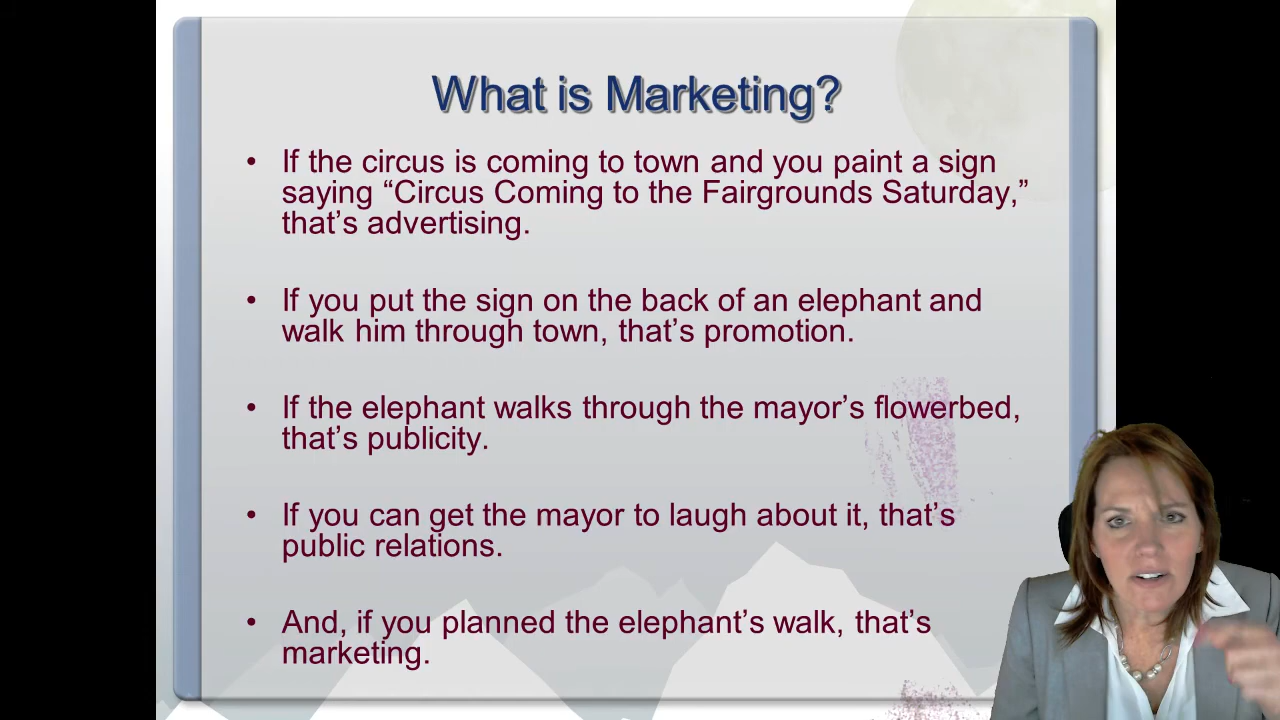 What is Marketing?
• If the circus is coming to town and you paint a sign
saying “Circus Coming to the Fairgrounds Saturday,”
that’s advertising.
• If you put the sign on the back of an elephant and
walk him through town, that’s promotion.
• If the elephant walks through the mayor’s flowerbed,
that’s publicity.
• If you can get the mayor to laugh about it, that’s
public relations.
• And, if you planned the elephant’s walk, that’s
marketing.